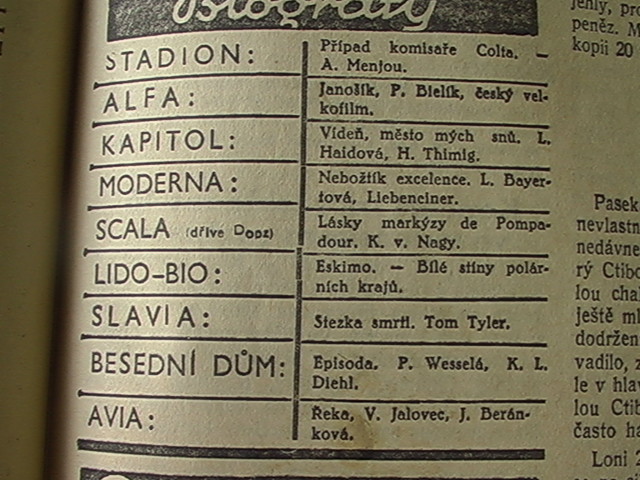 Biografy
STADION:
Případ komisaře Colta. —
A. Menjou.
ALFA:
Janošík, P. Bielik, český vel-
kofilm.
KAPITOL:
Vídeň, město mých snů. L.
Haidová, H. Thimig.
MODERNA:
Nebožtík excelence. L. Bayer-
tová, Liebenciner.
SCALA (dříve Dopz)
Lásky markýzy de Pompa-
dour. K. v. Nagy.
LIDO-BIO:
Eskimo. — Bílé stíny polár-
ních krajů.
SLAVIA:
Stezka smrti. Tom Tyler.
BESEDNÍ DŮM:
Episoda. P. Wesselá, K. L.
Diehl.
AVIA:
Řeka, V. Jalovec, J. Berán-
ková.
peněz. M
kopii 20
Pasek
nevlastn
nedávne
rý Ctibo
lou chal
ještě ml
dodržen
vadilo, z
le v hlav
lou Ctib
často ha
Loni 2